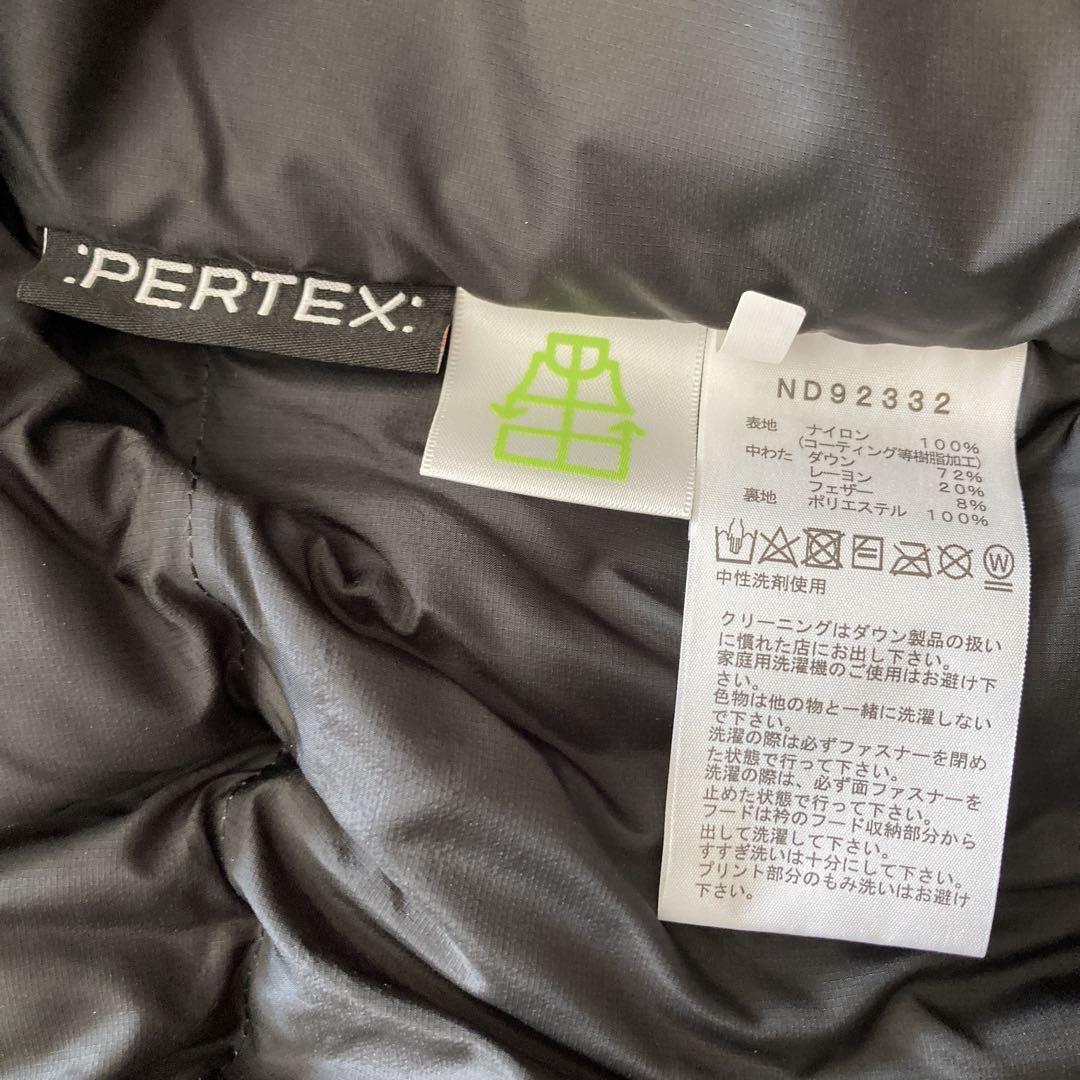 :PERTEX:
ND92332
表地 ナイロン 100%
(コーティング等樹脂加工)
中わた ダウン 72%
レーヨン 20%
フェザー 8%
裏地 ポリエステル 100%
W
中性洗剤使用
クリーニングはダウン製品の扱い
に慣れた店にお出し下さい。
家庭用洗濯機のご使用はお避け下
さい。
色物は他の物と一緒に洗濯しない
で下さい。
洗濯の際は必ずファスナーを閉め
た状態で行って下さい。
洗濯の際は、必ず面ファスナーを
止めた状態で行って下さい。
フードは衿のフード収納部分から
出して洗濯して下さい。
すすぎ洗いは十分にして下さい。
プリント部分のもみ洗いはお避け
下さい。